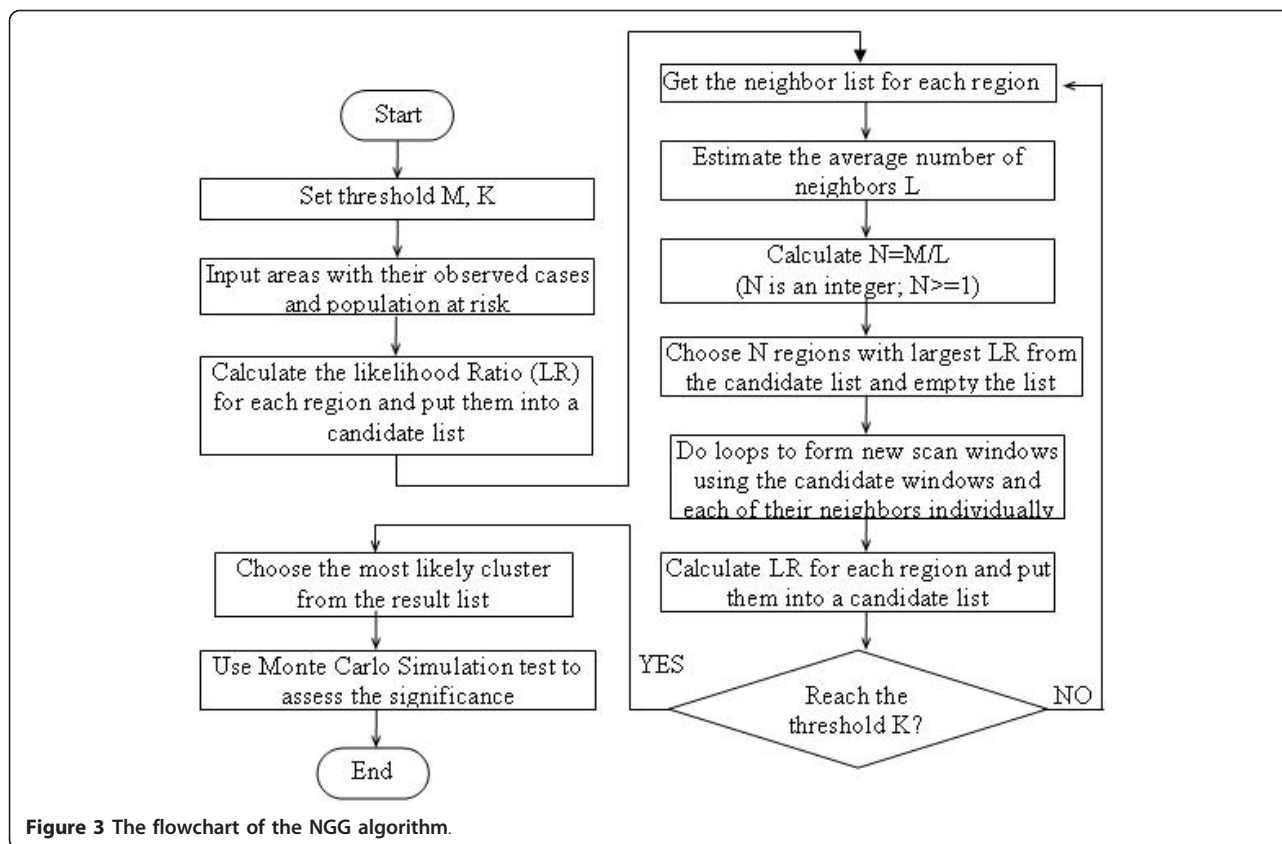 Start
Set threshold M, K
Input areas with their observed cases
and population at risk
Calculate the likelihood Ratio (LR)
for each region and put them into a
candidate list
Get the neighbor list for each region
Estimate the average number of
neighbors L
Calculate N=M/L
(N is an integer; N>=1)
Choose N regions with largest LR from
the candidate list and empty the list
Do loops to form new scan windows
using the candidate windows and
each of their neighbors individually
Calculate LR for each region and put
them into a candidate list
Reach the
threshold K?
YES
NO
Choose the most likely cluster
from the result list
Use Monte Carlo Simulation test to
assess the significance
End
Figure 3 The flowchart of the NGG algorithm.